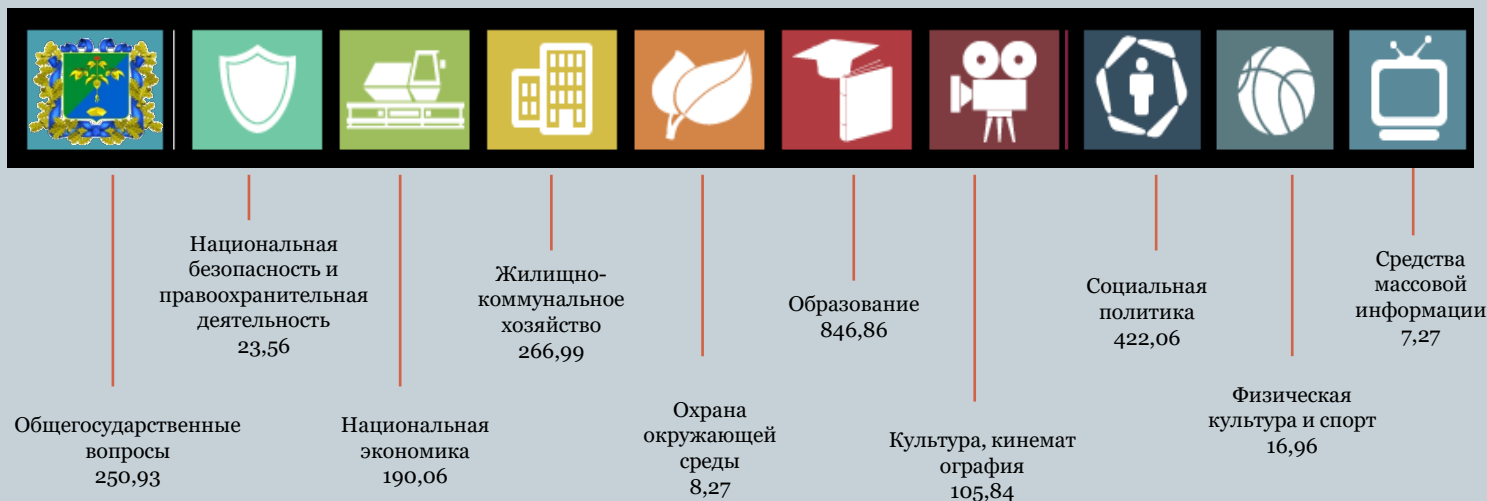 Общегосударственные
вопросы
250,93
Национальная
безопасность и
правоохранительная
деятельность
23,56
Национальная
экономика
190,06
Жилищно-
коммунальное
хозяйство
266,99
Охрана
окружающей
среды
8,27
Образование
846,86
Культура, кинемат
ография
105,84
Социальная
политика
422,06
Физическая
культура и спорт
16,96
Средства
массовой
информации
7,27